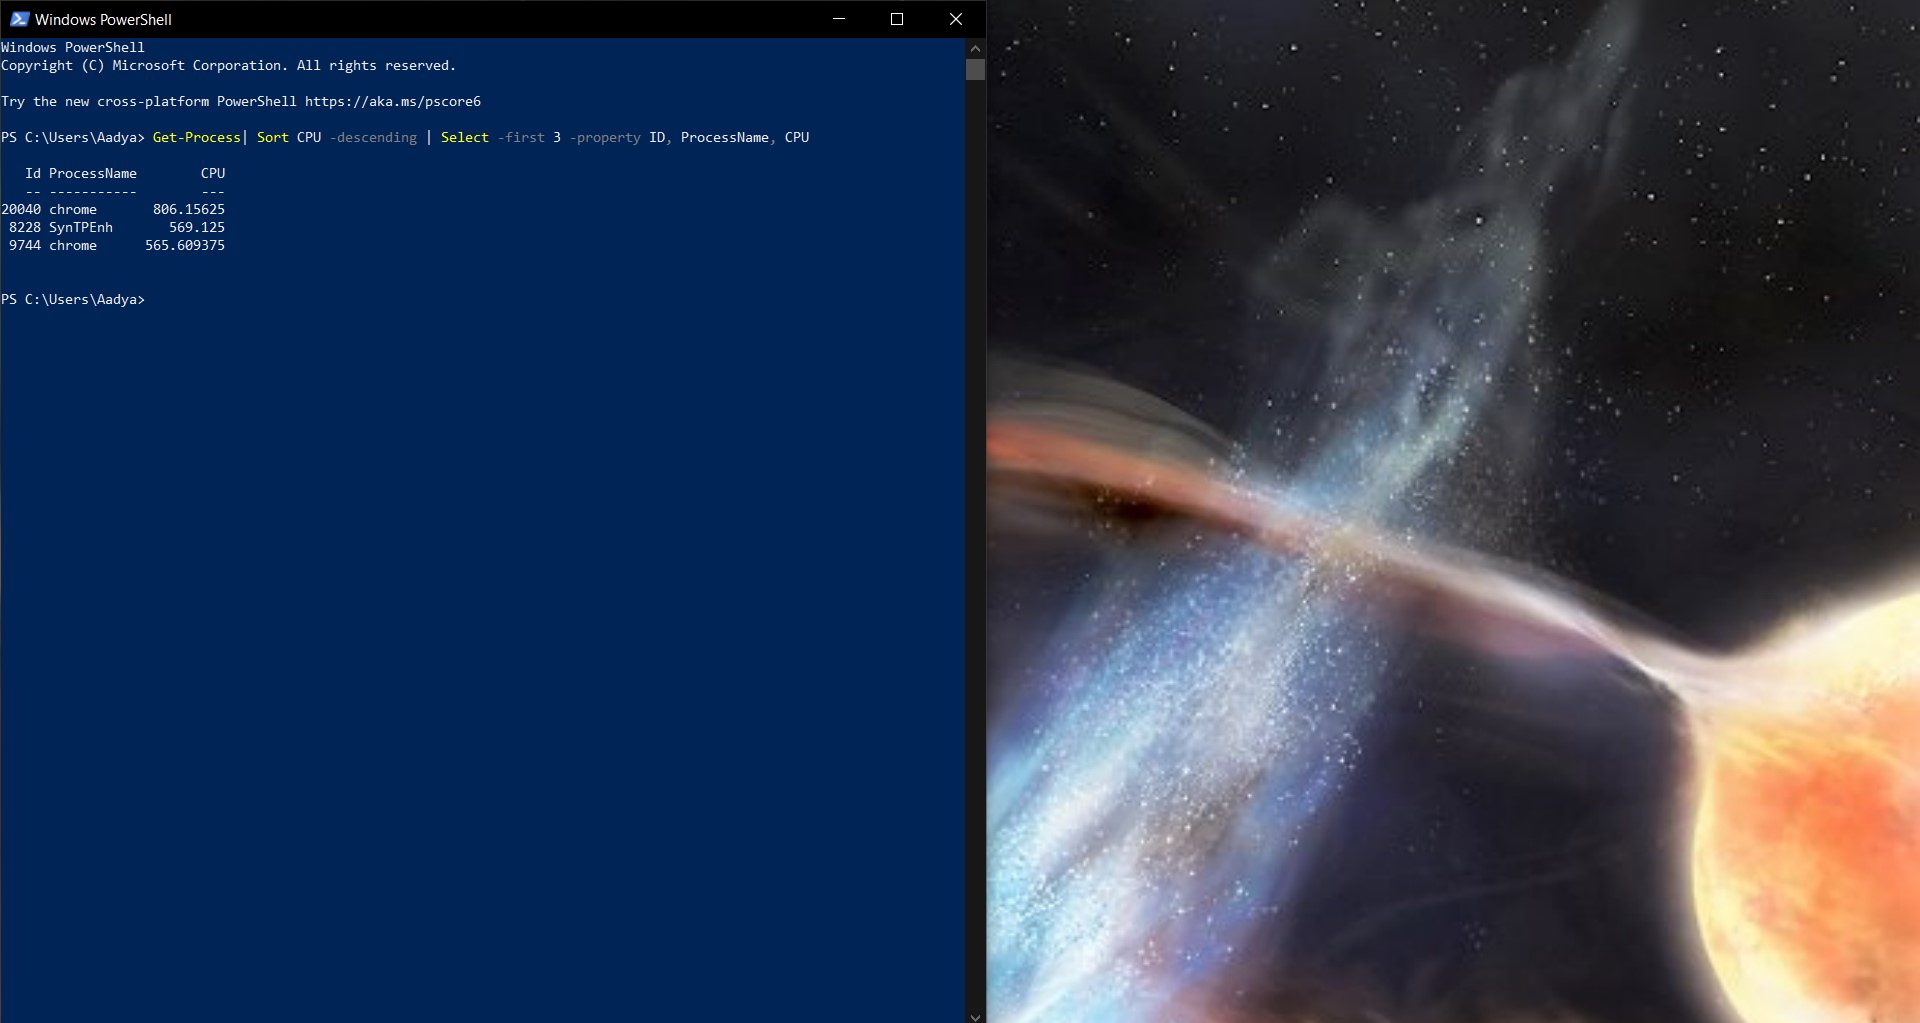 Windows PowerShell
Windows PowerShell
Copyright (C) Microsoft Corporation. All rights reserved.
Try the new cross-platform PowerShell https://aka.ms/pscore6
PS C:\Users\Aadya> Get-Process| Sort CPU -descending | Select -first 3 -property ID, ProcessName, CPU
   Id ProcessName        CPU
   -- -----------        ---
20040 chrome       806.15625
 8228 SynTPEnh       569.125
 9744 chrome      565.609375
PS C:\Users\Aadya>